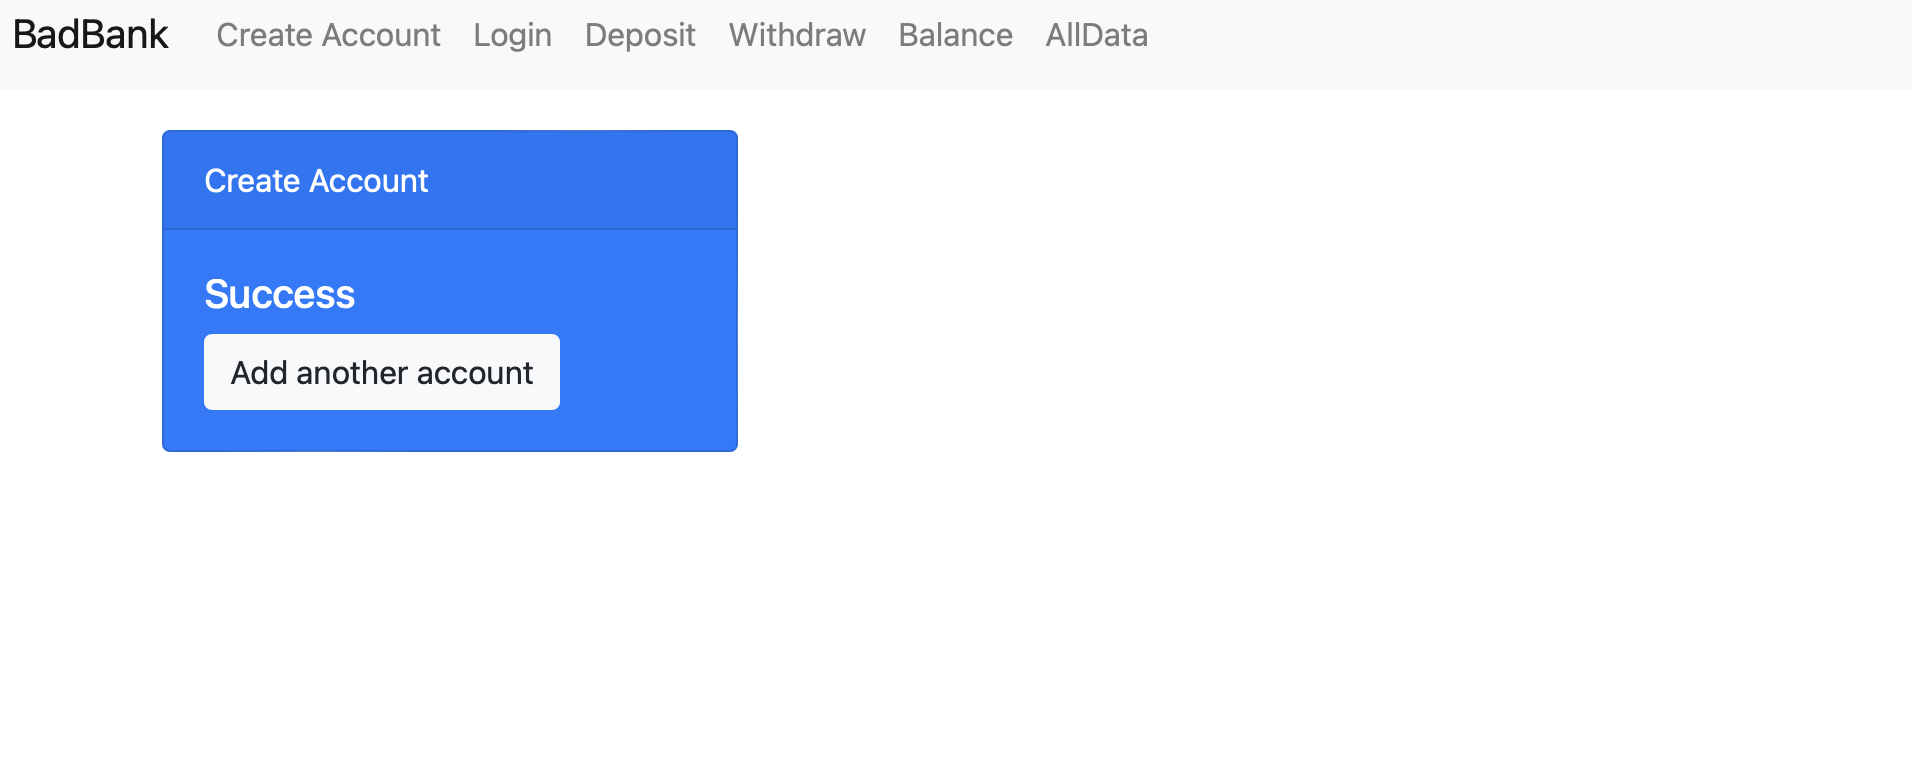 BadBank Create Account Login Deposit Withdraw Balance AllData
Create Account
Success
Add another account